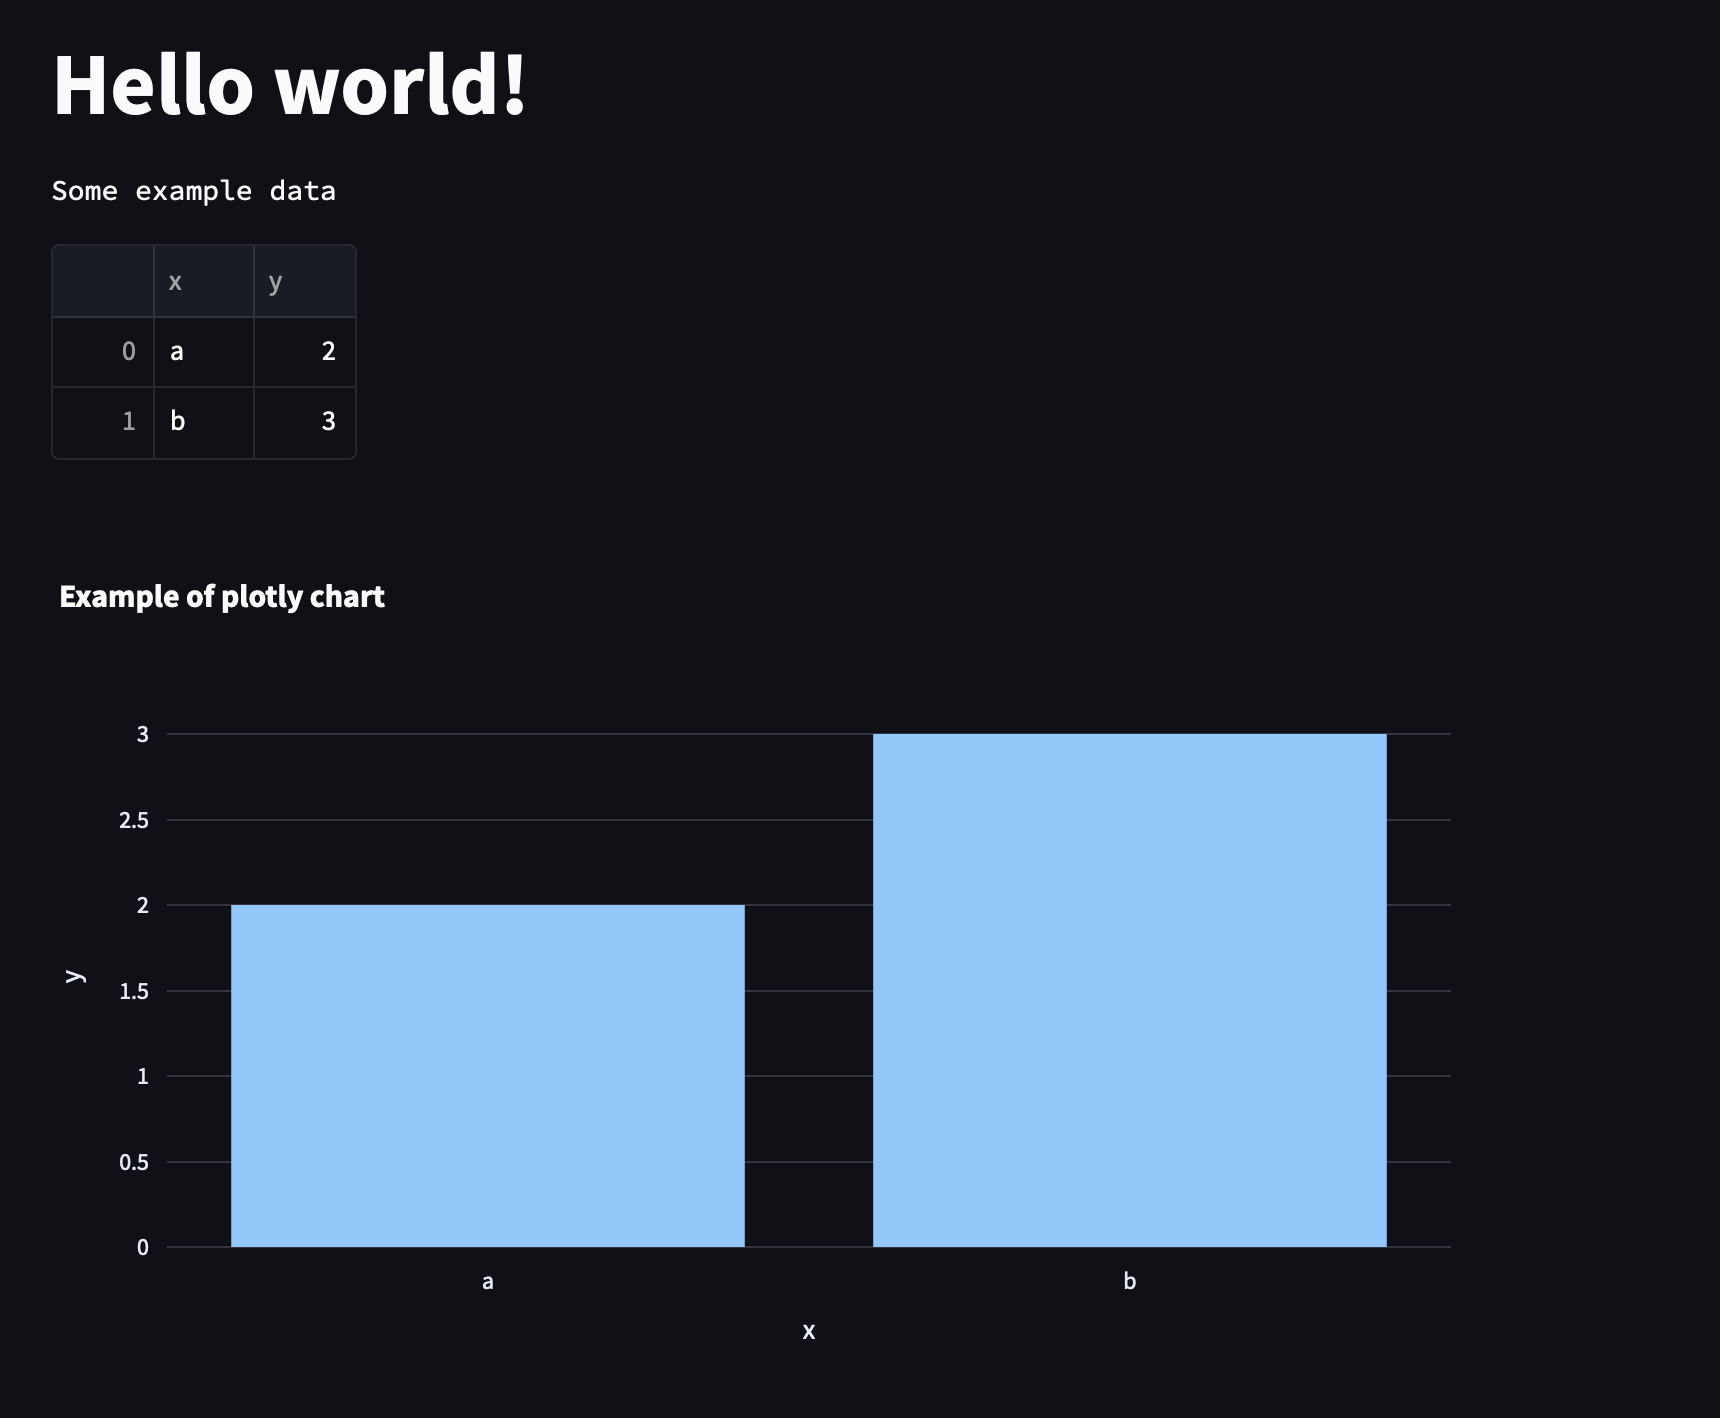 Hello world!
Some example data
x y
0 a 2
1 b 3
Example of plotly chart
3
2.5
2
1.5
1
0.5
0
y
a b
x